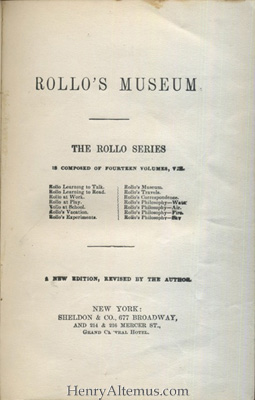 ROLLO'S MUSEUM
THE ROLLO SERIES
IS COMPOSED OF FOURTEEN VOLUMES, VIZ.
Rollo Learning to Talk.
Rollo Learning to Read.
Rollo at Work.
Rollo at Play.
Rollo at School.
Rollo's Vacation.
Rollo's Experiments.
Rollo's Museum.
Rollo's Travels.
Rollo's Correspondence.
Rollo's Philosophy—Water
Rollo's Philosophy—Air.
Rollo's Philosophy—Fire.
Rollo's Philosophy—Sky
A NEW EDITION, REVISED BY THE AUTHOR.
NEW YORK:
SHELDON & CO., 677 BROADWAY,
AND 214 & 216 MERCER ST.,
GRAND CENTRAL HOTEL.
HenryAltemus.com